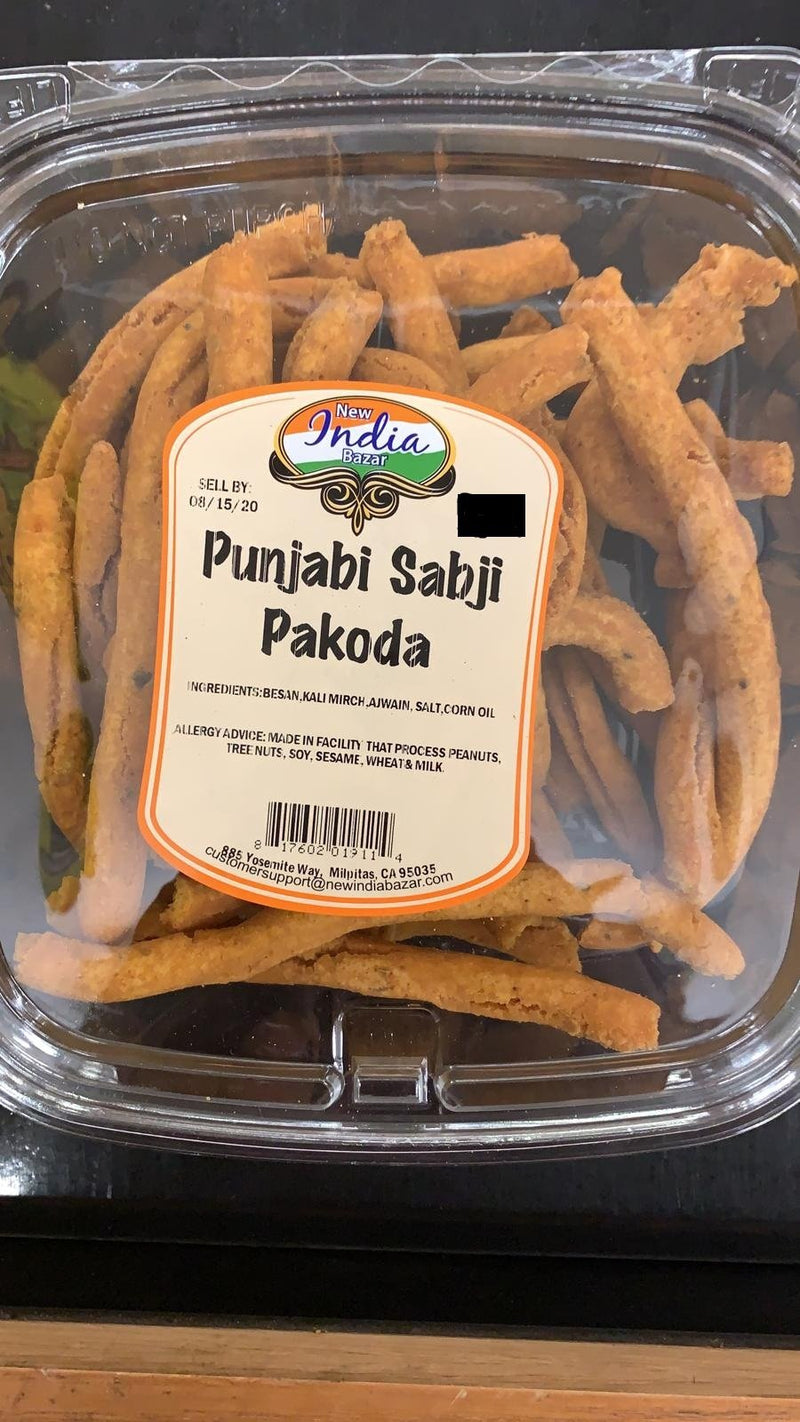 New
India
Bazar
SELL BY:
08/15/20
Punjabi Sabji
Pakoda
INGREDIENTS:BESAN,KALI MIRCH,AJWAIN, SALT,CORN OIL
ALLERGY ADVICE: MADE IN FACILITY THAT PROCESS PEANUTS,
TREE NUTS, SOY, SESAME, WHEAT & MILK.
8 17602 01911 4
885 Yosemite Way, Milpitas, CA 95035
customersupport@newindiabazar.com